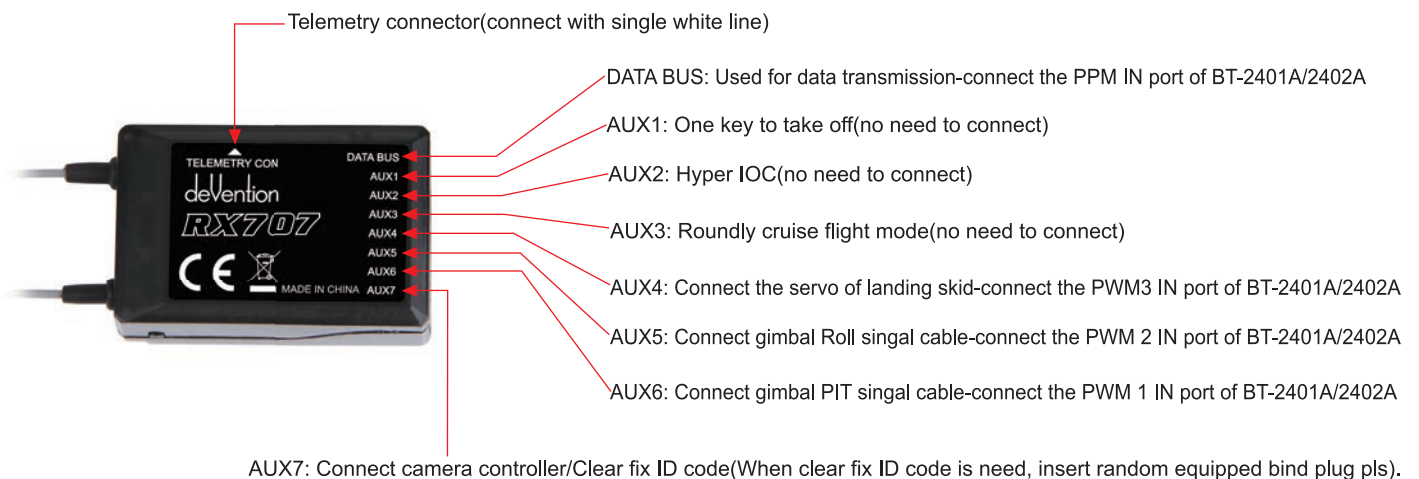 Telemetry connector(connect with single white line)
DATA BUS: Used for data transmission-connect the PPM IN port of BT-2401A/2402A
AUX1: One key to take off(no need to connect)
AUX2: Hyper IOC(no need to connect)
AUX3: Roundly cruise flight mode(no need to connect)
AUX4: Connect the servo of landing skid-connect the PWM3 IN port of BT-2401A/2402A
AUX5: Connect gimbal Roll singal cable-connect the PWM 2 IN port of BT-2401A/2402A
AUX6: Connect gimbal PIT singal cable-connect the PWM 1 IN port of BT-2401A/2402A
AUX7: Connect camera controller/Clear fix ID code(When clear fix ID code is need, insert random equipped bind plug pls).
TELEMETRY CON
deVention
RX707
CE
MADE IN CHINA
DATA BUS
AUX1
AUX2
AUX3
AUX4
AUX5
AUX6
AUX7